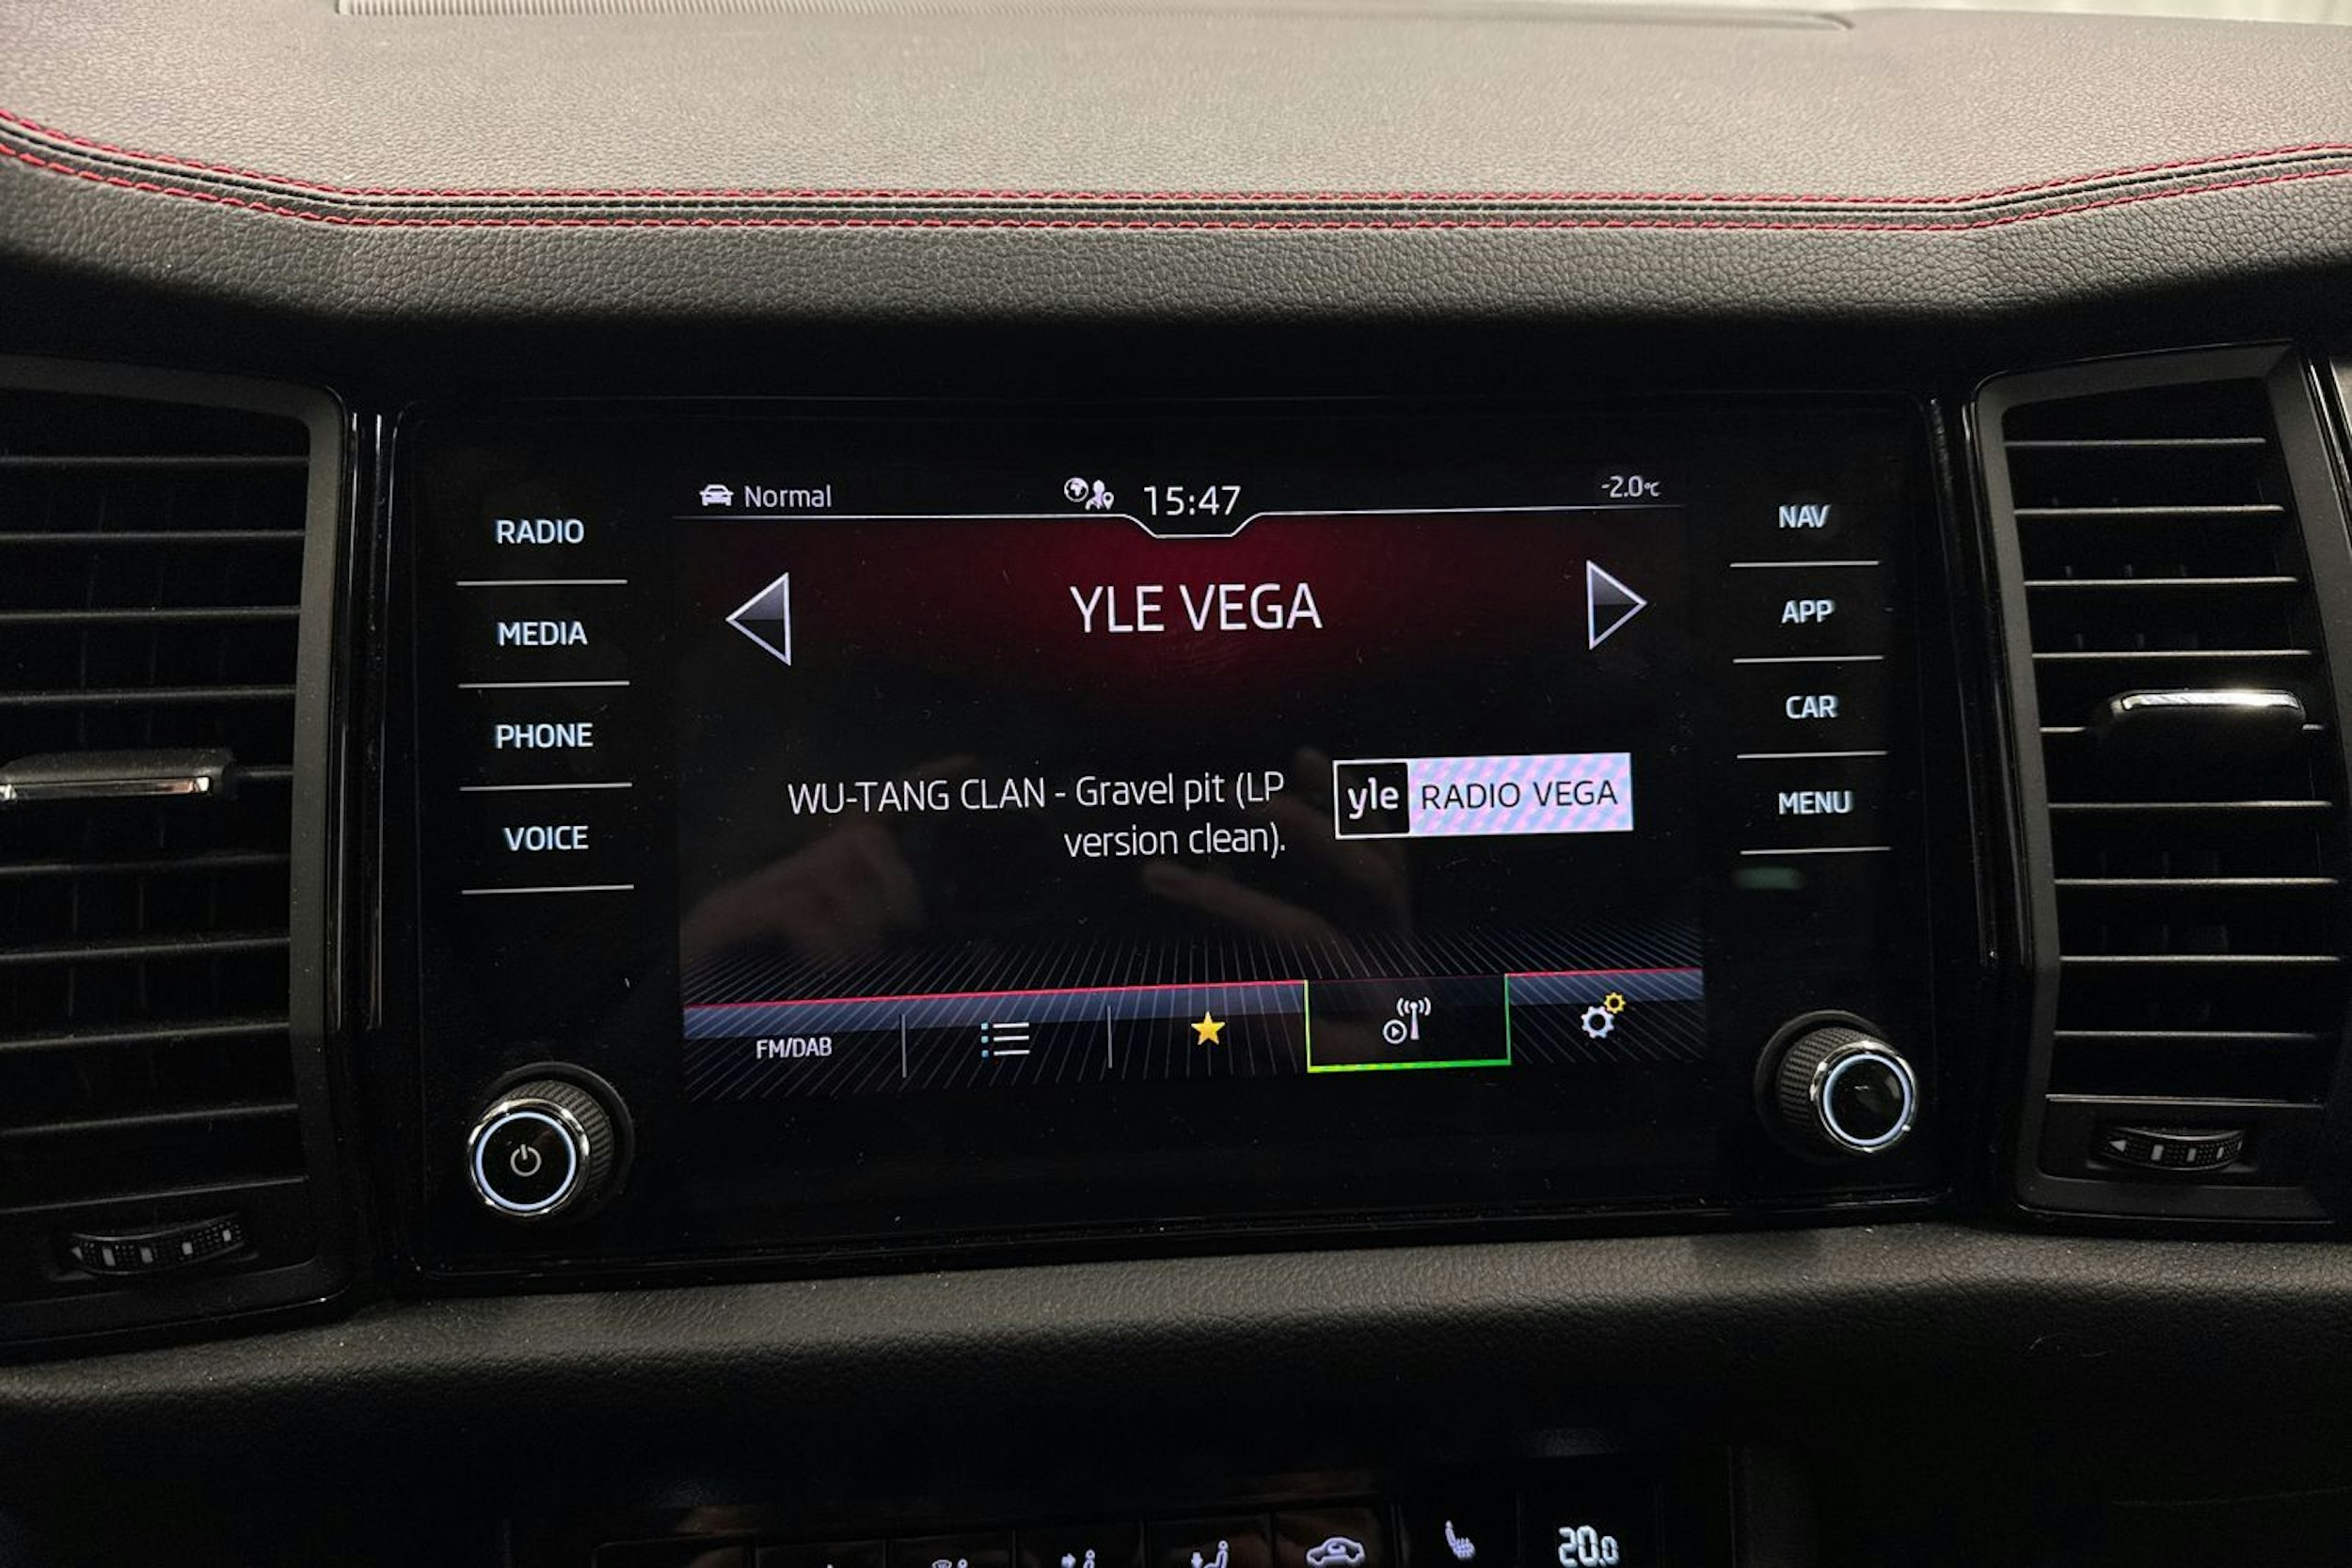 Normal
15:47
-2.0°C
RADIO
MEDIA
PHONE
VOICE
YLE VEGA
WU-TANG CLAN - Gravel pit (LP
version clean).
yle RADIO VEGA
FM/DAB
NAV
APP
CAR
MENU
20.0